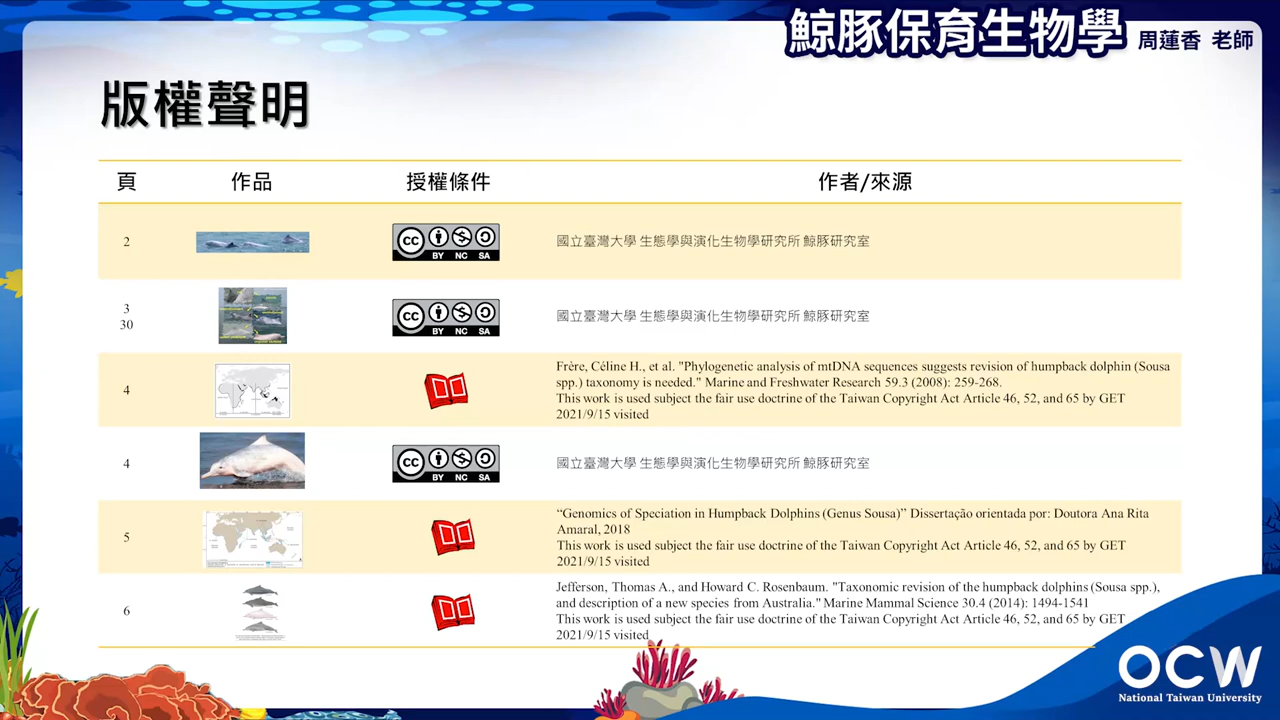 鯨豚保育生物學 周蓮香 老師
版權聲明
頁 作品 授權條件 作者/來源
2 CC BY NC SA 國立臺灣大學 生態學與演化生物學研究所 鯨豚研究室
3
30 CC BY NC SA 國立臺灣大學 生態學與演化生物學研究所 鯨豚研究室
4 Frère, Céline H., et al. "Phylogenetic analysis of mtDNA sequences suggests revision of humpback dolphin (Sousa
spp.) taxonomy is needed." Marine and Freshwater Research 59.3 (2008): 259-268.
This work is used subject the fair use doctrine of the Taiwan Copyright Act Article 46, 52, and 65 by GET
2021/9/15 visited
4 CC BY NC SA 國立臺灣大學 生態學與演化生物學研究所 鯨豚研究室
5 “Genomics of Speciation in Humpback Dolphins (Genus Sousa)” Dissertação orientada por: Doutora Ana Rita
Amaral, 2018
This work is used subject the fair use doctrine of the Taiwan Copyright Act Article 46, 52, and 65 by GET
2021/9/15 visited
6 Jefferson, Thomas A., and Howard C. Rosenbaum. "Taxonomic revision of the humpback dolphins (Sousa spp.),
and description of a new species from Australia." Marine Mammal Science 30.4 (2014): 1494-1541
This work is used subject the fair use doctrine of the Taiwan Copyright Act Article 46, 52, and 65 by GET
2021/9/15 visited
OCW
National Taiwan University